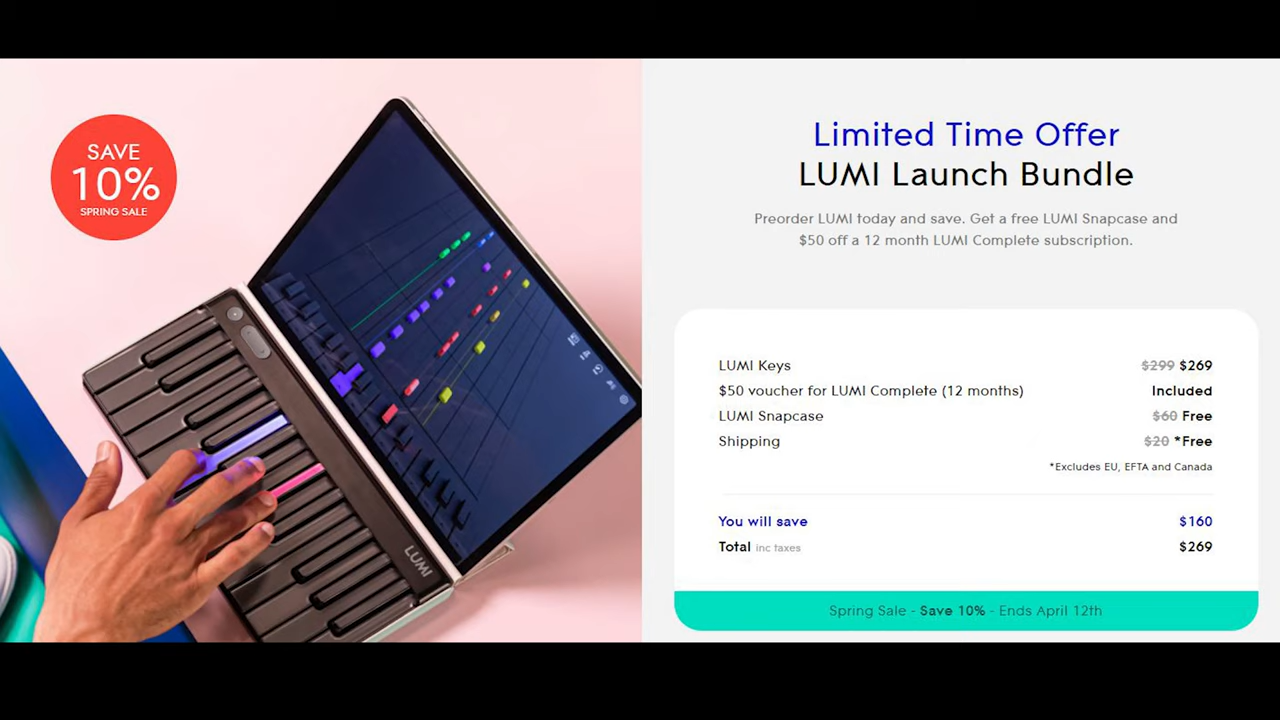 SAVE
10%
SPRING SALE
LUMI
Limited Time Offer
LUMI Launch Bundle
Preorder LUMI today and save. Get a free LUMI Snapcase and
$50 off a 12 month LUMI Complete subscription.
LUMI Keys $299 $269
$50 voucher for LUMI Complete (12 months) Included
LUMI Snapcase $60 Free
Shipping $20 *Free
*Excludes EU, EFTA and Canada
You will save $160
Total inc taxes $269
Spring Sale - Save 10% - Ends April 12th